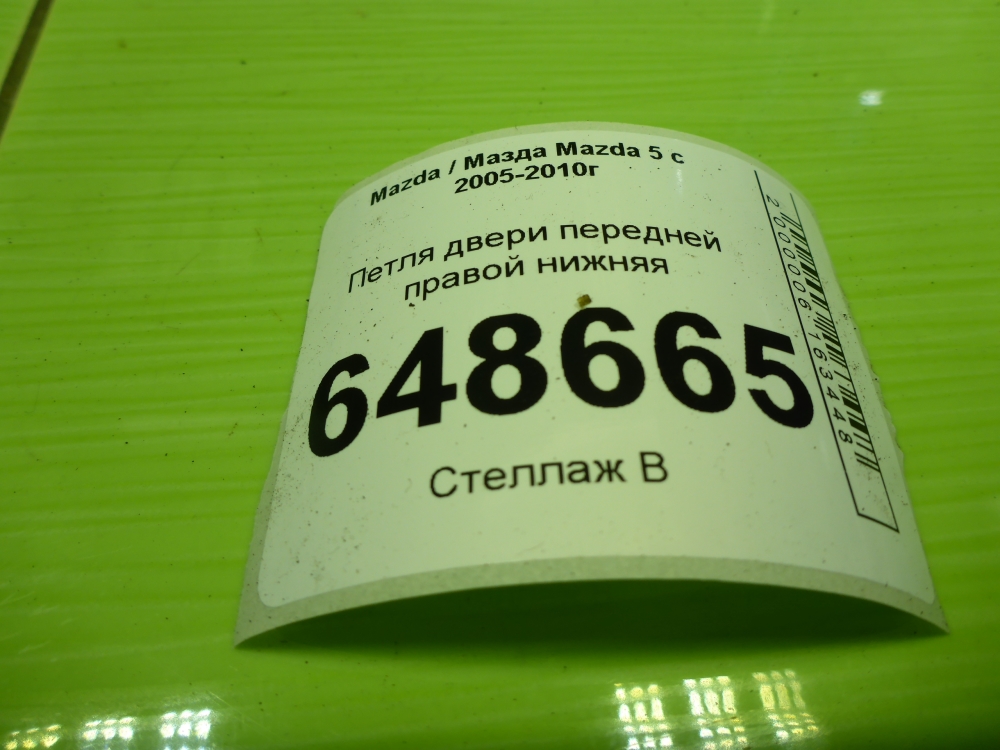 Mazda / Мазда Mazda 5 с
2005-2010г
Петля двери передней
правой нижняя
648665
Стеллаж В
2000006163448